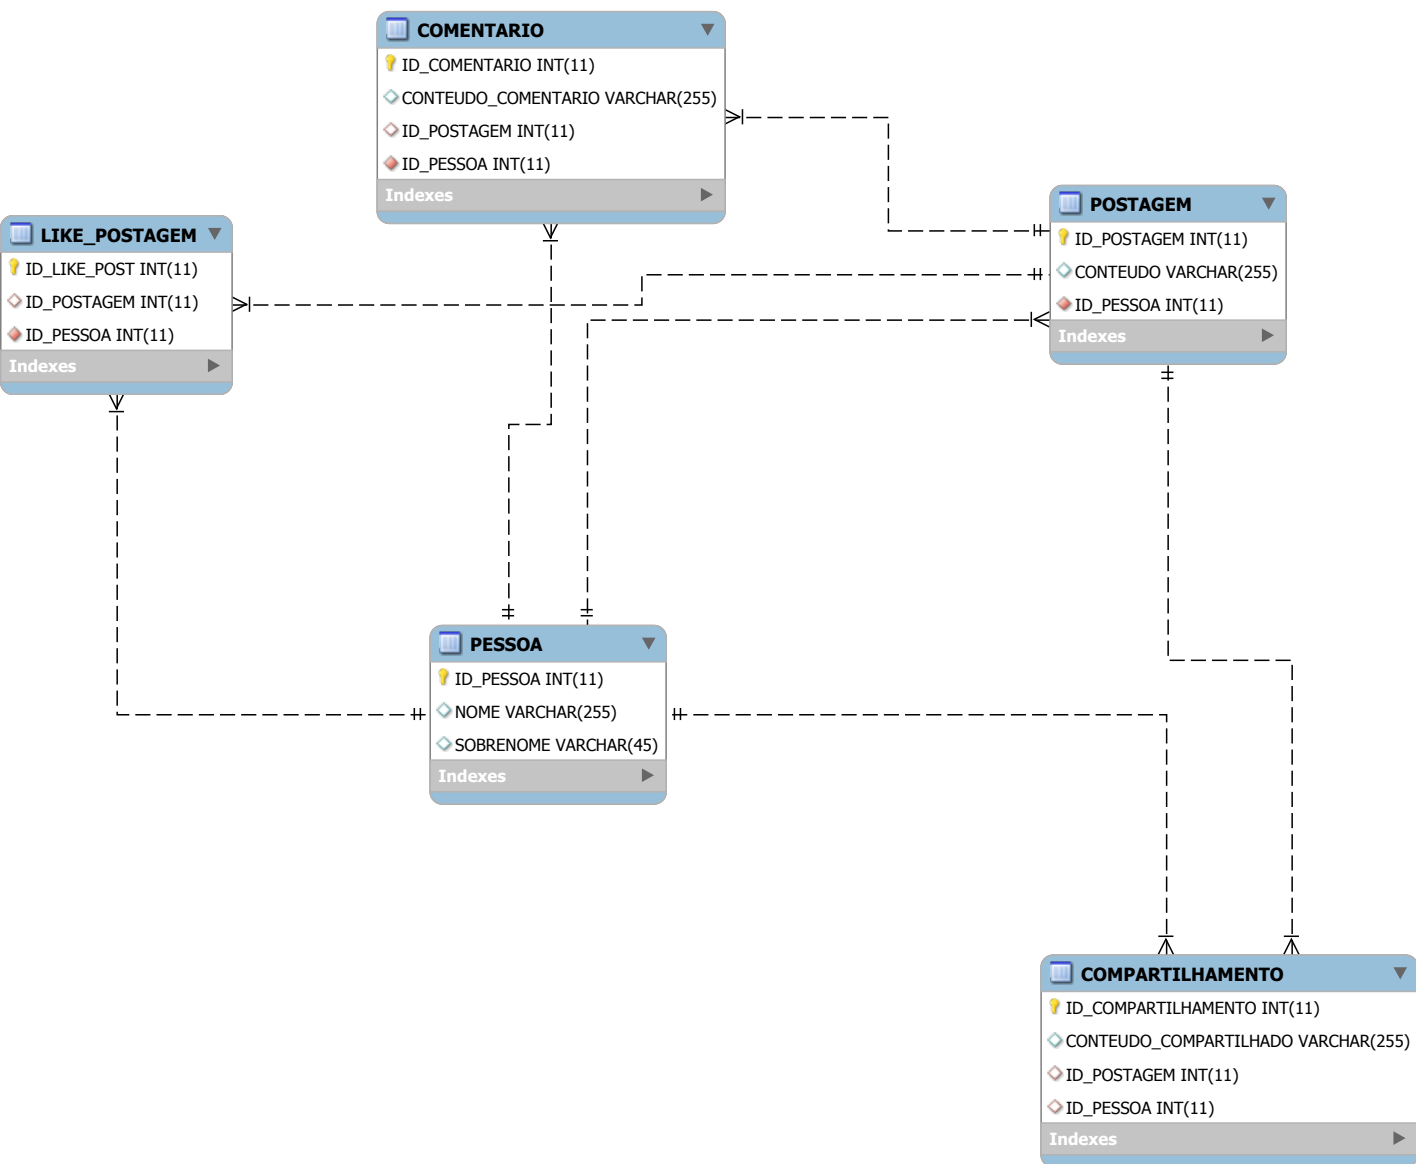 COMENTARIO
ID_COMENTARIO INT(11)
CONTEUDO_COMENTARIO VARCHAR(255)
ID_POSTAGEM INT(11)
ID_PESSOA INT(11)
Indexes
POSTAGEM
ID_POSTAGEM INT(11)
CONTEUDO VARCHAR(255)
ID_PESSOA INT(11)
Indexes
LIKE_POSTAGEM
ID_LIKE_POST INT(11)
ID_POSTAGEM INT(11)
ID_PESSOA INT(11)
Indexes
PESSOA
ID_PESSOA INT(11)
NOME VARCHAR(255)
SOBRENOME VARCHAR(45)
Indexes
COMPARTILHAMENTO
ID_COMPARTILHAMENTO INT(11)
CONTEUDO_COMPARTILHADO VARCHAR(255)
ID_POSTAGEM INT(11)
ID_PESSOA INT(11)
Indexes